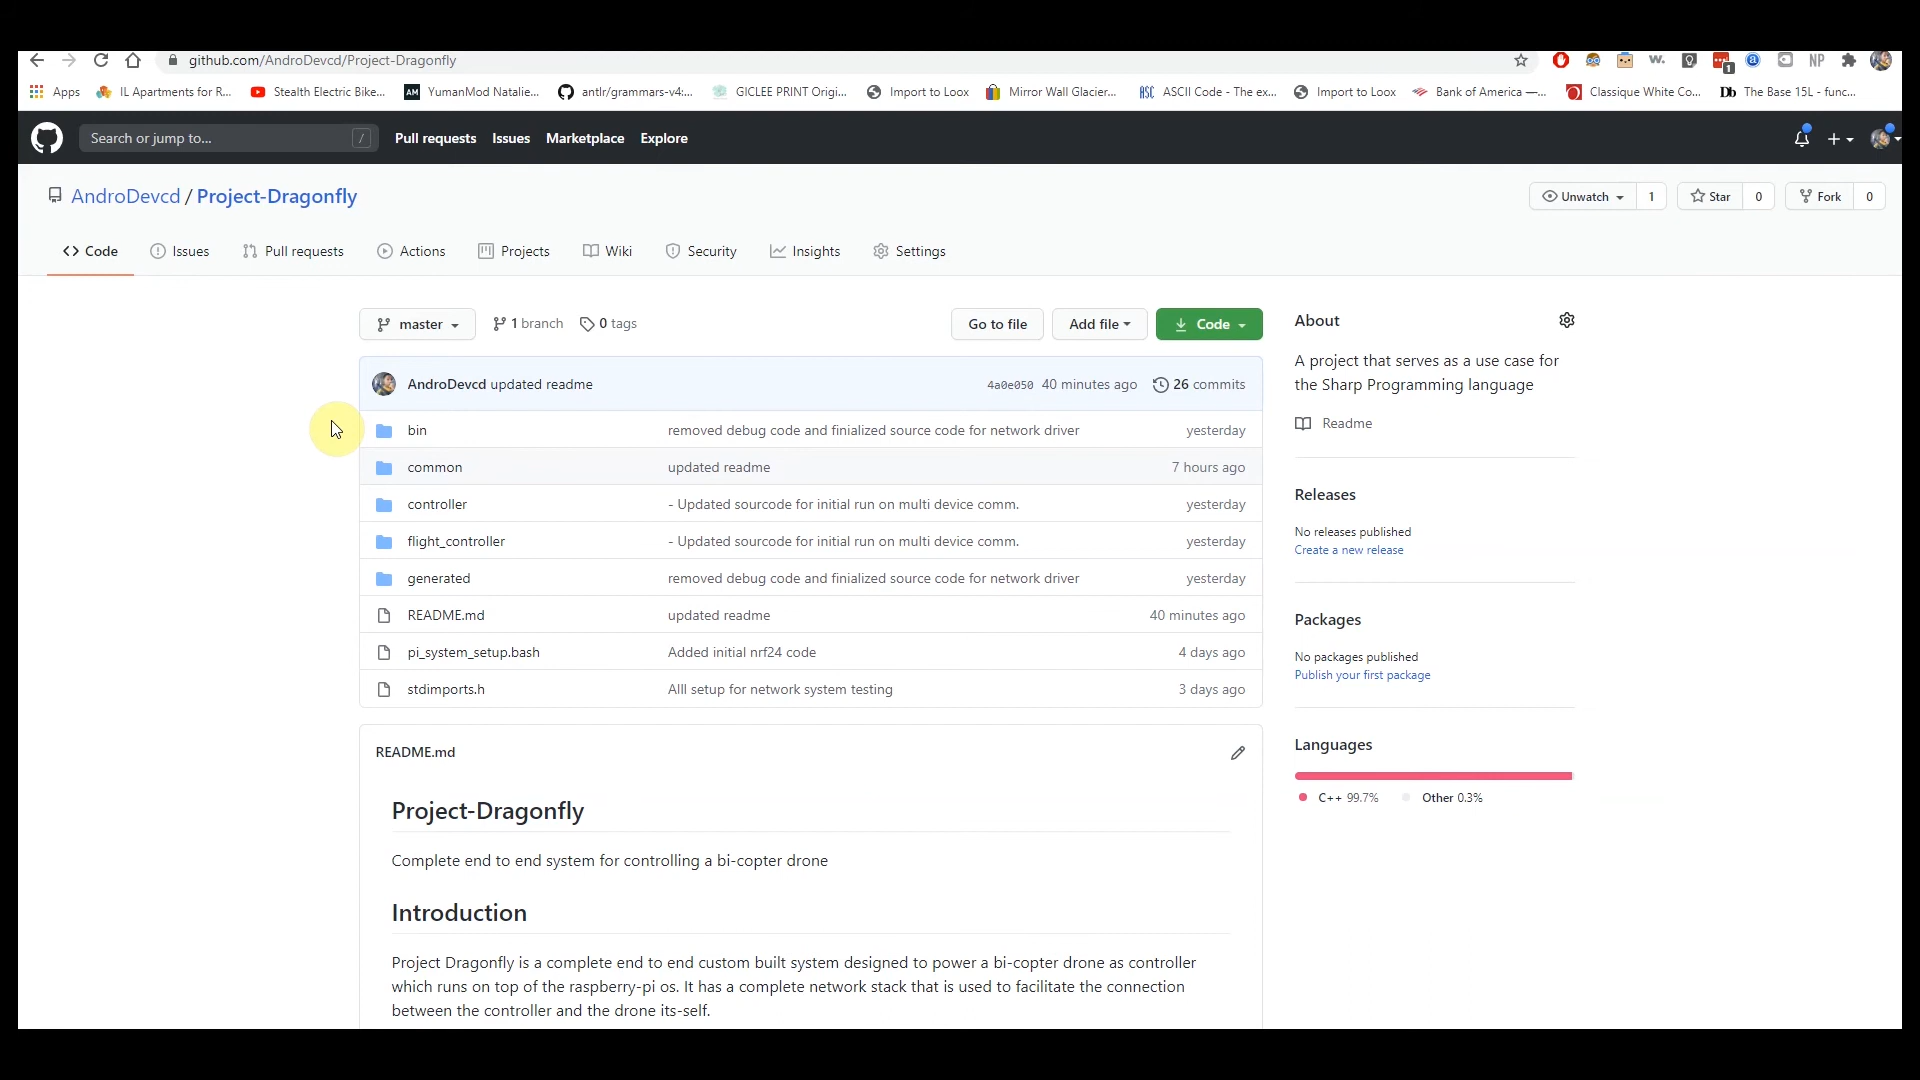 github.com/AndroDevcd/Project-Dragonfly
1
NP
Apps
IL Apartments for R...
Stealth Electric Bike...
AM
YumanMod Natalie...
antlr/grammars-v4:...
GICLEE PRINT Origi...
Import to Loox
Mirror Wall Glacier...
ASC
ASCII Code - The ex...
Import to Loox
Bank of America —...
Classique White Co...
Db
The Base 15L - func...
Search or jump to...
/
Pull requests
Issues
Marketplace
Explore
AndroDevcd / Project-Dragonfly
Unwatch
1
Star
0
Fork
0
Code
Issues
Pull requests
Actions
Projects
Wiki
Security
Insights
Settings
master
1 branch
0 tags
Go to file
Add file
Code
AndroDevcd updated readme
4a0e050 40 minutes ago
26 commits
bin
removed debug code and finialized source code for network driver
yesterday
common
updated readme
7 hours ago
controller
- Updated sourcode for initial run on multi device comm.
yesterday
flight_controller
- Updated sourcode for initial run on multi device comm.
yesterday
generated
removed debug code and finialized source code for network driver
yesterday
README.md
updated readme
40 minutes ago
pi_system_setup.bash
Added initial nrf24 code
4 days ago
stdimports.h
Alll setup for network system testing
3 days ago
README.md
Project-Dragonfly
Complete end to end system for controlling a bi-copter drone
Introduction
Project Dragonfly is a complete end to end custom built system designed to power a bi-copter drone as controller
which runs on top of the raspberry-pi os. It has a complete network stack that is used to facilitate the connection
between the controller and the drone its-self.
About
A project that serves as a use case for
the Sharp Programming language
Readme
Releases
No releases published
Create a new release
Packages
No packages published
Publish your first package
Languages
C++ 99.7%
Other 0.3%